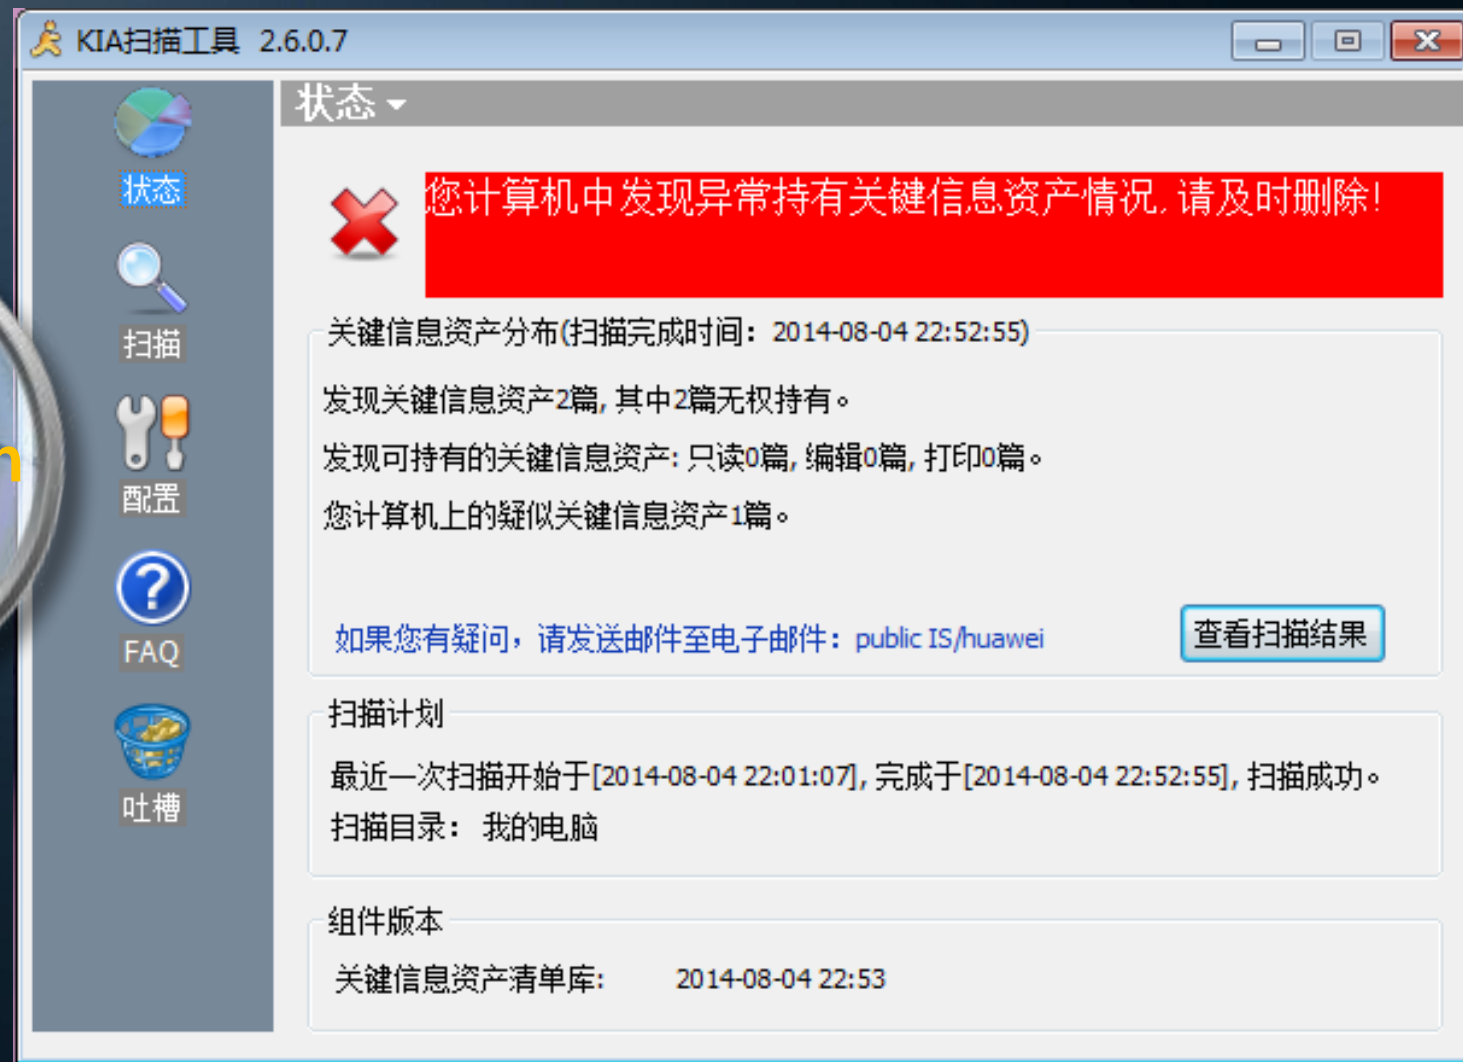 KIA扫描工具 2.6.0.7
状态
状态
您计算机中发现异常持有关键信息资产情况,请及时删除!
扫描
关键信息资产分布(扫描完成时间：2014-08-04 22:52:55)
发现关键信息资产2篇,其中2篇无权持有。
n
配置
发现可持有的关键信息资产:只读0篇,编辑0篇,打印0篇。
您计算机上的疑似关键信息资产1篇。
FAQ
如果您有疑问，请发送邮件至电子邮件：public IS/huawei
查看扫描结果
吐槽
扫描计划
最近一次扫描开始于[2014-08-04 22:01:07],完成于[2014-08-04 22:52:55],扫描成功。
扫描目录：我的电脑
组件版本
关键信息资产清单库: 2014-08-04 22:53